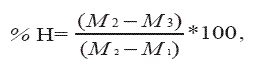 % H= (M2 – M3) / (M2 – M1) *100,